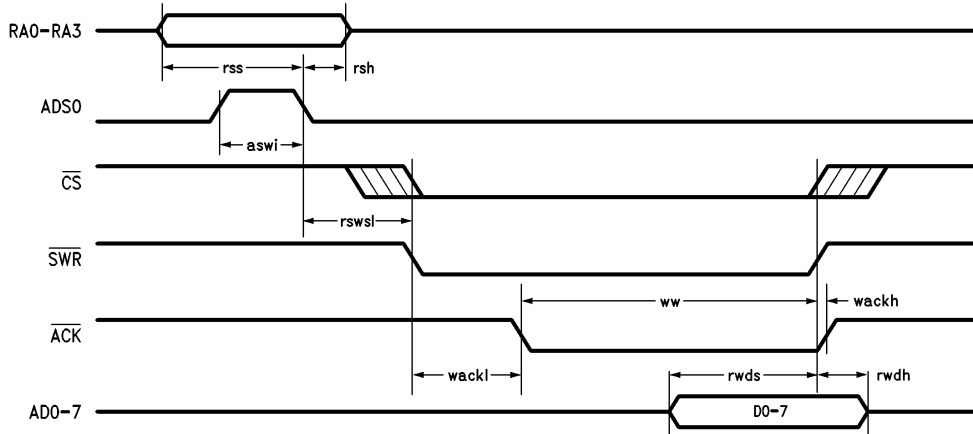 RA0-RA3
rss
rsh
ADS0
aswi
CS
rswsl
SWR
ww
wackh
ACK
wackl
rwds
rwdh
AD0-7
D0-7